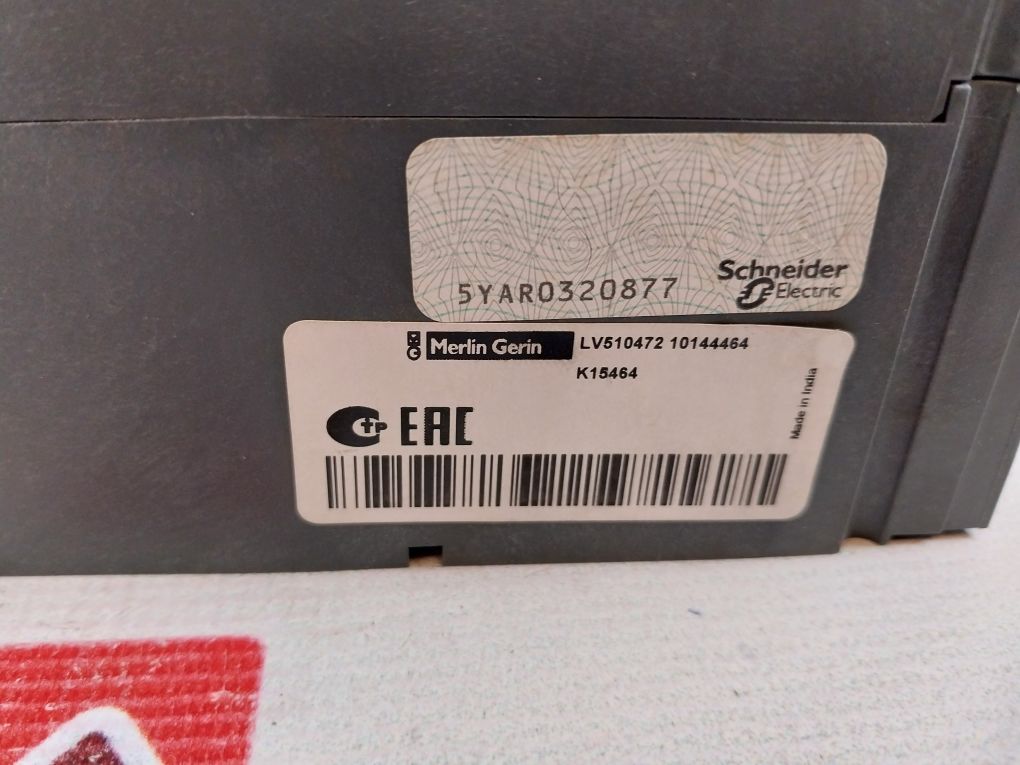 5YAR0320877
Schneider
Electric
Merlin Gerin LV510472 10144464
K15464
EAC
Made in India